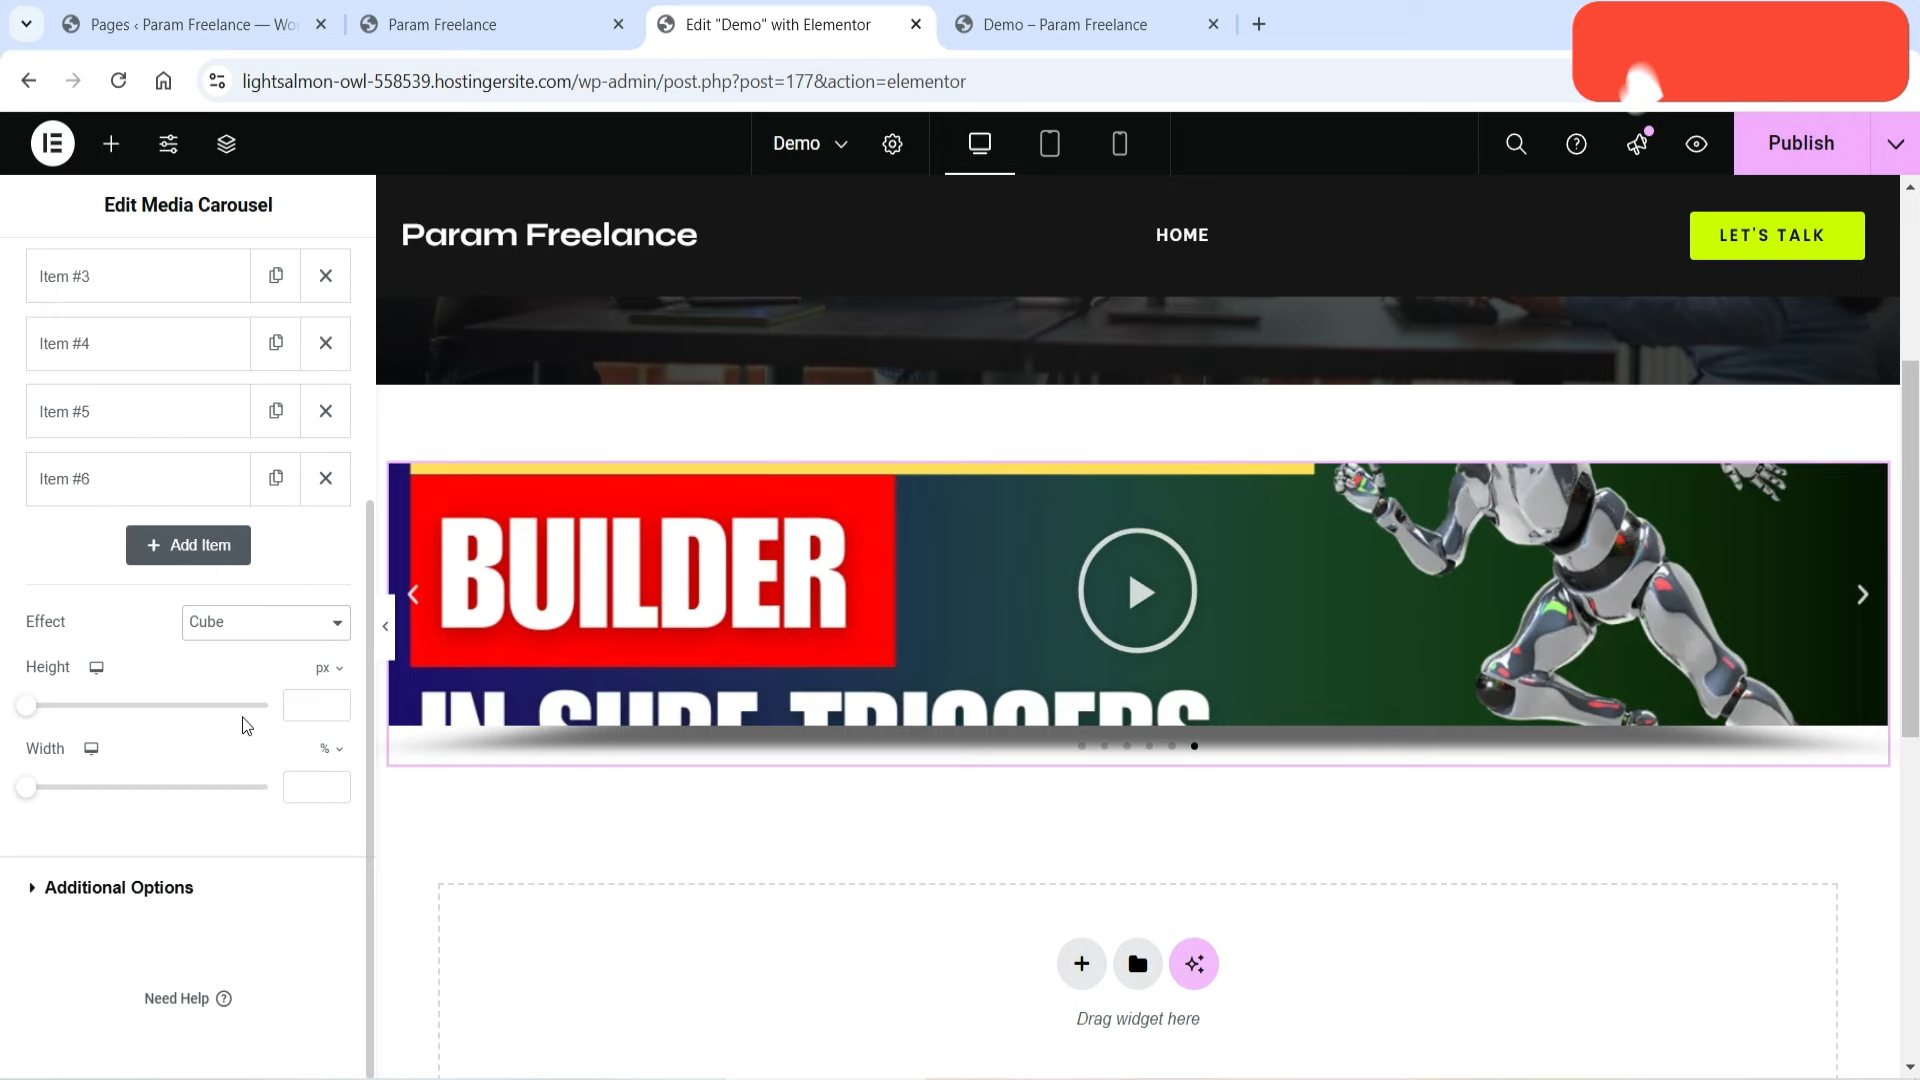 Pages ‹ Param Freelance — Wo
Param Freelance
Edit "Demo" with Elementor
Demo – Param Freelance
lightsalmon-owl-558539.hostingersite.com/wp-admin/post.php?post=177&action=elementor
Demo
Publish
Edit Media Carousel
Item #3
Item #4
Item #5
Item #6
+ Add Item
Effect
Cube
Height
px
Width
%
Additional Options
Need Help
Param Freelance
HOME
LET'S TALK
BUILDER
IN SURE TRIGGERS
Drag widget here